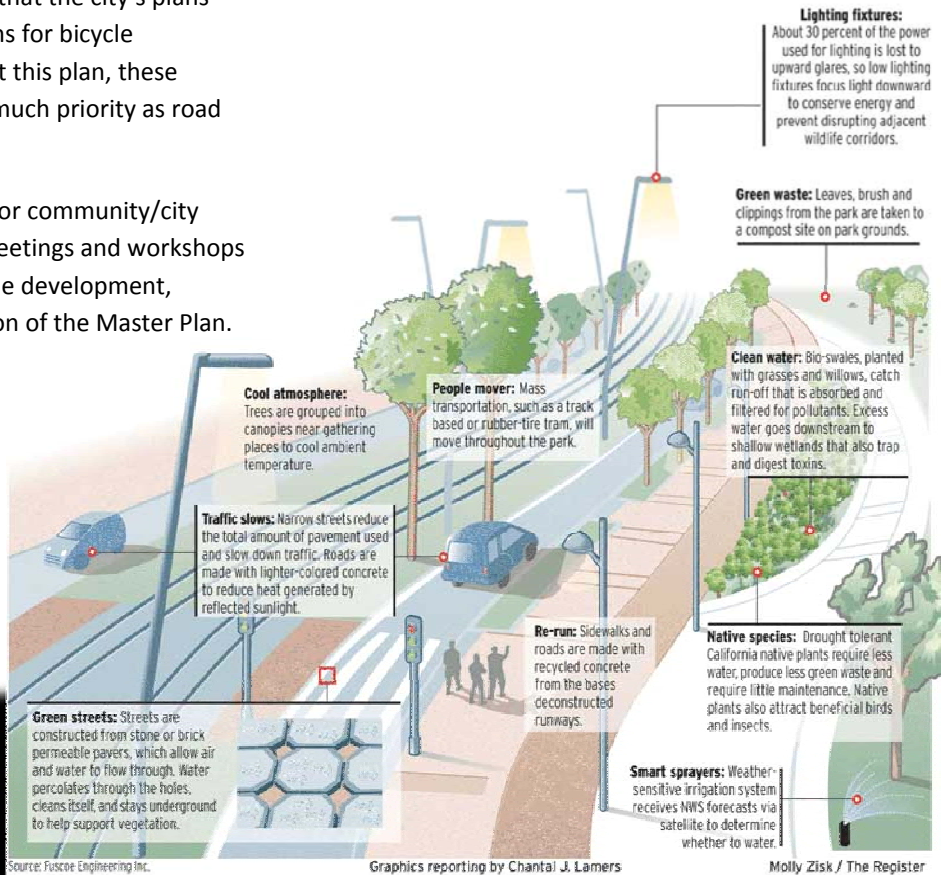 that the city's plans
ns for bicycle
t this plan, these
much priority as road
or community/city
eetings and workshops
e development,
on of the Master Plan.
Lighting fixtures:
About 30 percent of the power
used for lighting is lost to
upward glares, so low lighting
fixtures focus light downward
to conserve energy and
prevent disrupting adjacent
wildlife corridors.
Green waste: Leaves, brush and
clippings from the park are taken to
a compost site on park grounds.
Cool atmosphere:
Trees are grouped into
canopies near gathering
places to cool ambient
temperature.
People mover: Mass
transportation, such as a track
based or rubber-tire tram, will
move throughout the park.
Clean water: Bio-swales, planted
with grasses and willows, catch
run-off that is absorbed and
filtered for pollutants. Excess
water goes downstream to
shallow wetlands that also trap
and digest toxins.
Traffic slows: Narrow streets reduce
the total amount of pavement used
and slow down traffic. Roads are
made with lighter-colored concrete
to reduce heat generated by
reflected sunlight.
Re-run: Sidewalks and
roads are made with
recycled concrete
from the bases
deconstructed
runways.
Native species: Drought tolerant
California native plants require less
water, produce less green waste and
require little maintenance. Native
plants also attract beneficial birds
and insects.
Green streets: Streets are
constructed from stone or brick
permeable pavers, which allow air
and water to flow through. Water
percolates through the holes,
cleans itself, and stays underground
to help support vegetation.
Smart sprayers: Weather-
sensitive irrigation system
receives NWS forecasts via
satellite to determine
whether to water.
Source: Fuscoe Engineering Inc.
Graphics reporting by Chantal J. Lamers
Molly Zisk / The Register